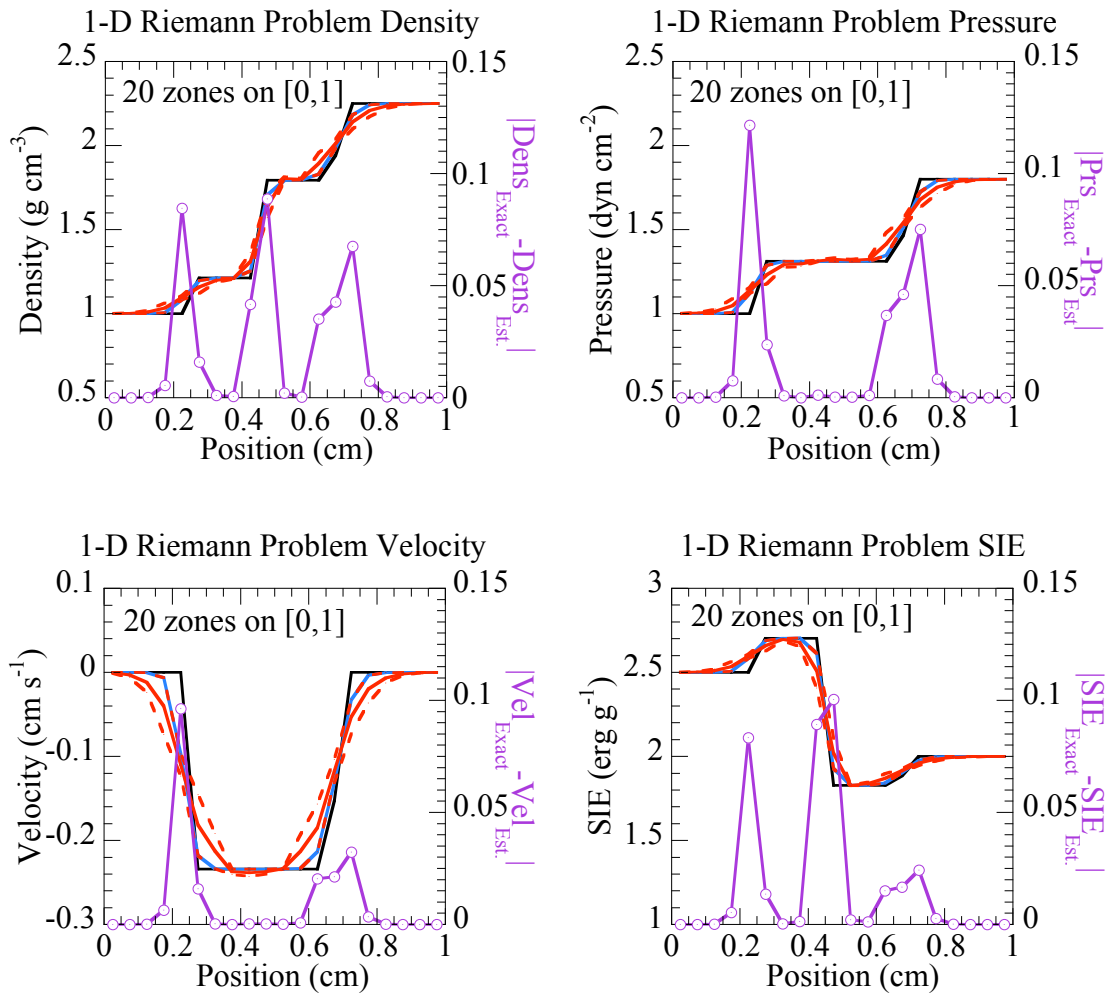 1-D Riemann Problem Density
20 zones on [0,1]
Density (g cm-3)
2.5
2
1.5
1
0.5
0.15
0.1
0.05
0
|Dens Exact -Dens Est.|
0 0.2 0.4 0.6 0.8 1
Position (cm)
1-D Riemann Problem Pressure
20 zones on [0,1]
Pressure (dyn cm-2)
2.5
2
1.5
1
0.5
0.15
0.1
0.05
0
|Prs Exact -Prs Est|
0 0.2 0.4 0.6 0.8 1
Position (cm)
1-D Riemann Problem Velocity
20 zones on [0,1]
Velocity (cm s-1)
0.1
0
-0.1
-0.2
-0.3
0.15
0.10
0.05
0
|Vel Exact -Vel Est.|
0 0.2 0.4 0.6 0.8 1
Position (cm)
1-D Riemann Problem SIE
20 zones on [0,1]
SIE (erg g-1)
3
2.5
2
1.5
1
0.15
0.10
0.05
0
|SIE Exact -SIE Est.|
0 0.2 0.4 0.6 0.8 1
Position (cm)